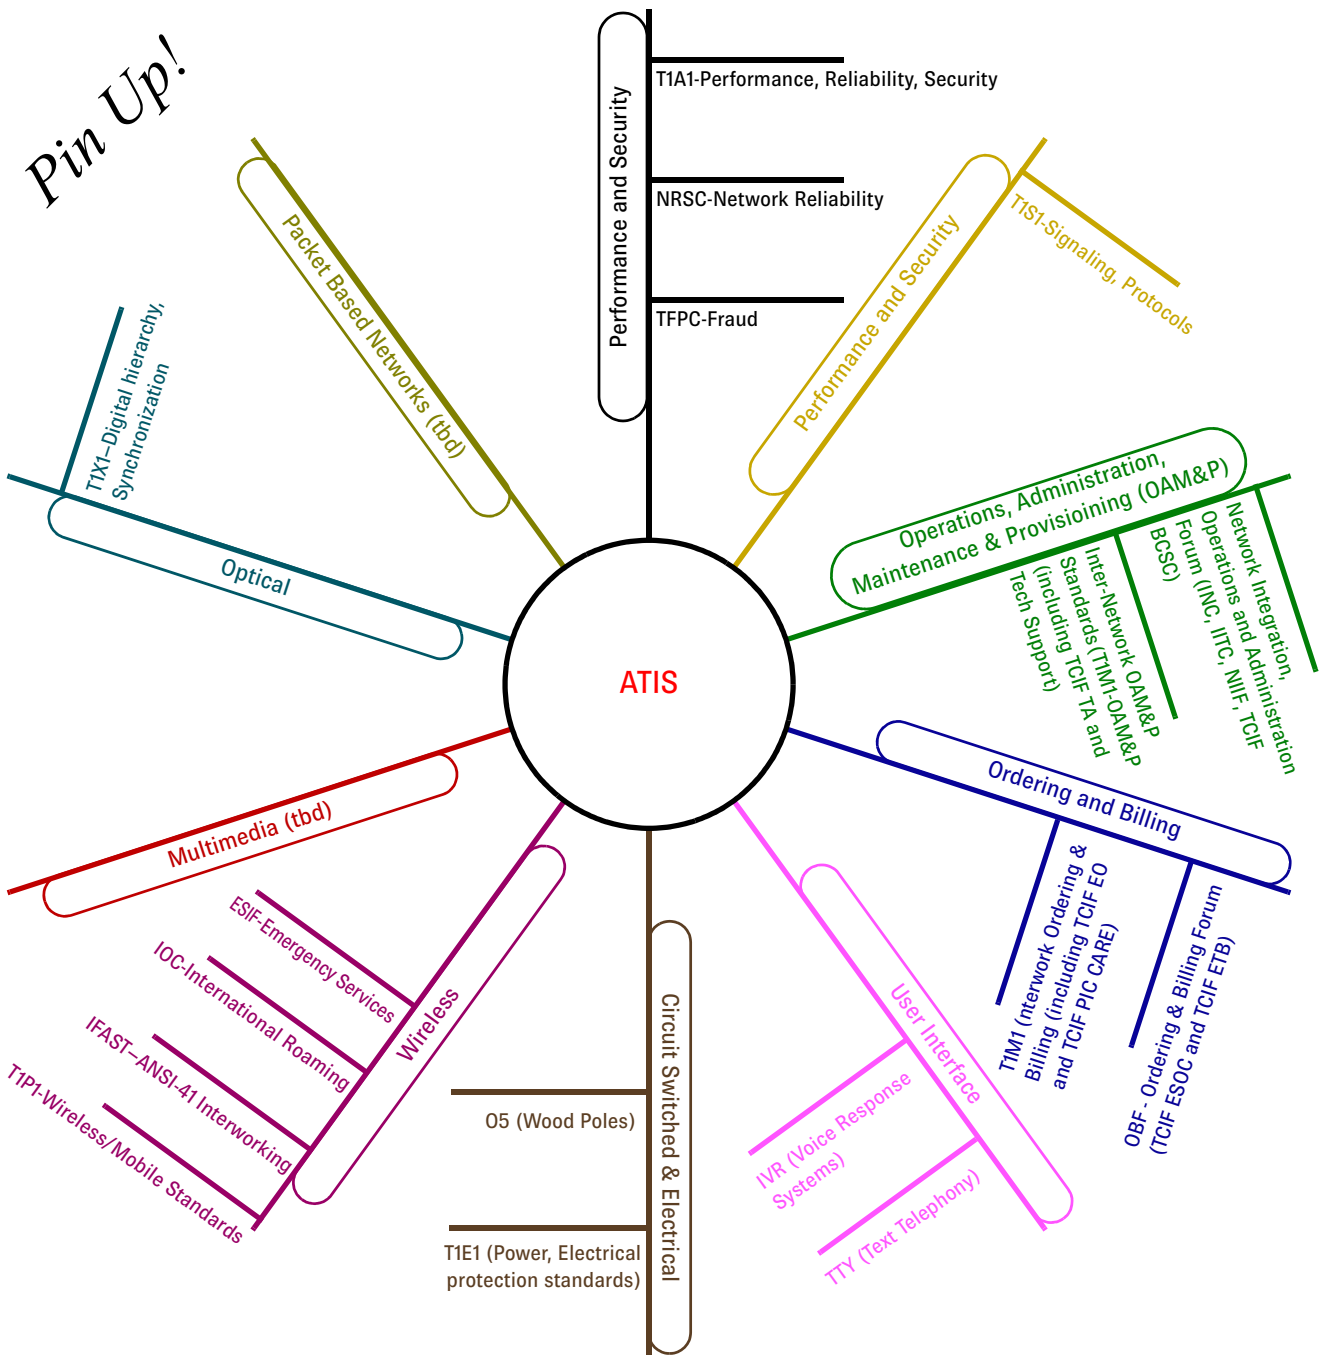 Pin Up!
Performance and Security
T1A1-Performance, Reliability, Security
NRSC-Network Reliability
TFPC-Fraud
Performance and Security
T1S1-Signaling, Protocols
Operations, Administration,
Maintenance & Provisioining (OAM&P)
Network Integration,
Operations and Administration
Forum (INC, IITC, NIIF, TCIF
BCSC)
Inter-Network OAM&P
Standards (T1M1-OAM&P
(including TCIF TA and
Tech Support)
Ordering and Billing
T1M1 (nterwork Ordering &
Billing (including TCIF EO
and TCIF PIC CARE)
OBF - Ordering & Billing Forum
(TCIF ESOC and TCIF ETB)
User Interface
IVR (Voice Response
Systems)
TTY (Text Telephony)
Circuit Switched & Electrical
O5 (Wood Poles)
T1E1 (Power, Electrical
protection standards)
Wireless
ESIF-Emergency Services
IOC-International Roaming
IFAST–ANSI-41 Interworking
T1P1-Wireless/Mobile Standards
Multimedia (tbd)
Optical
T1X1–Digital hierarchy,
Synchronization
Packet Based Networks (tbd)
ATIS